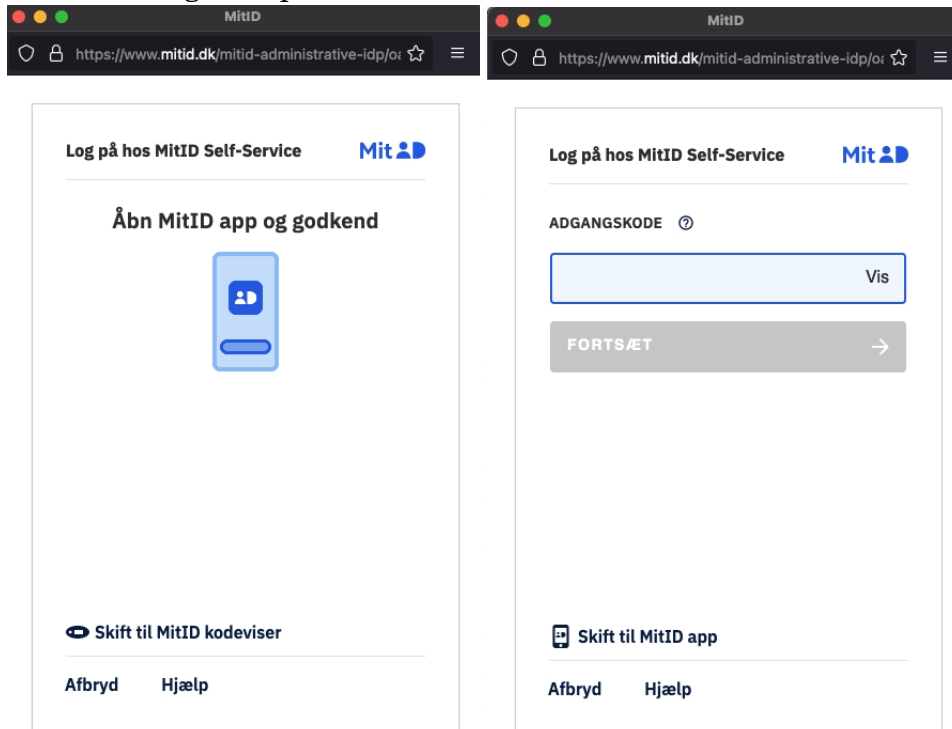 MitID
https://www.mitid.dk/mitid-administrative-idp/oa
Log på hos MitID Self-Service
MitID
Åbn MitID app og godkend
Skift til MitID kodeviser
Afbryd Hjælp
MitID
https://www.mitid.dk/mitid-administrative-idp/oa
Log på hos MitID Self-Service
MitID
ADGANGSKODE ?
Vis
FORTSÆT
Skift til MitID app
Afbryd Hjælp